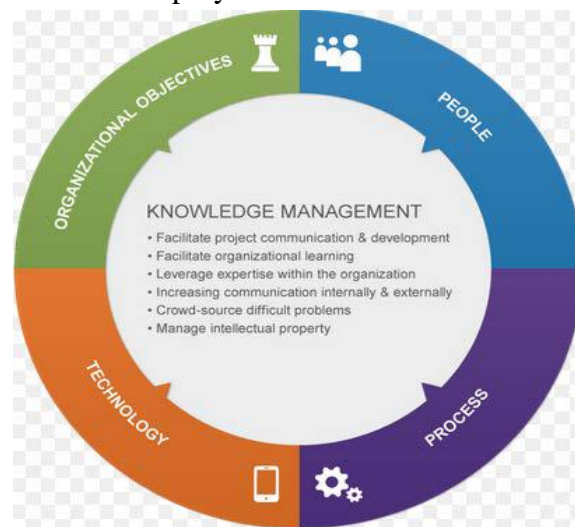 ORGANIZATIONAL OBJECTIVES
PEOPLE
KNOWLEDGE MANAGEMENT
• Facilitate project communication & development
• Facilitate organizational learning
• Leverage expertise within the organization
• Increasing communication internally & externally
• Crowd-source difficult problems
• Manage intellectual property
TECHNOLOGY
PROCESS